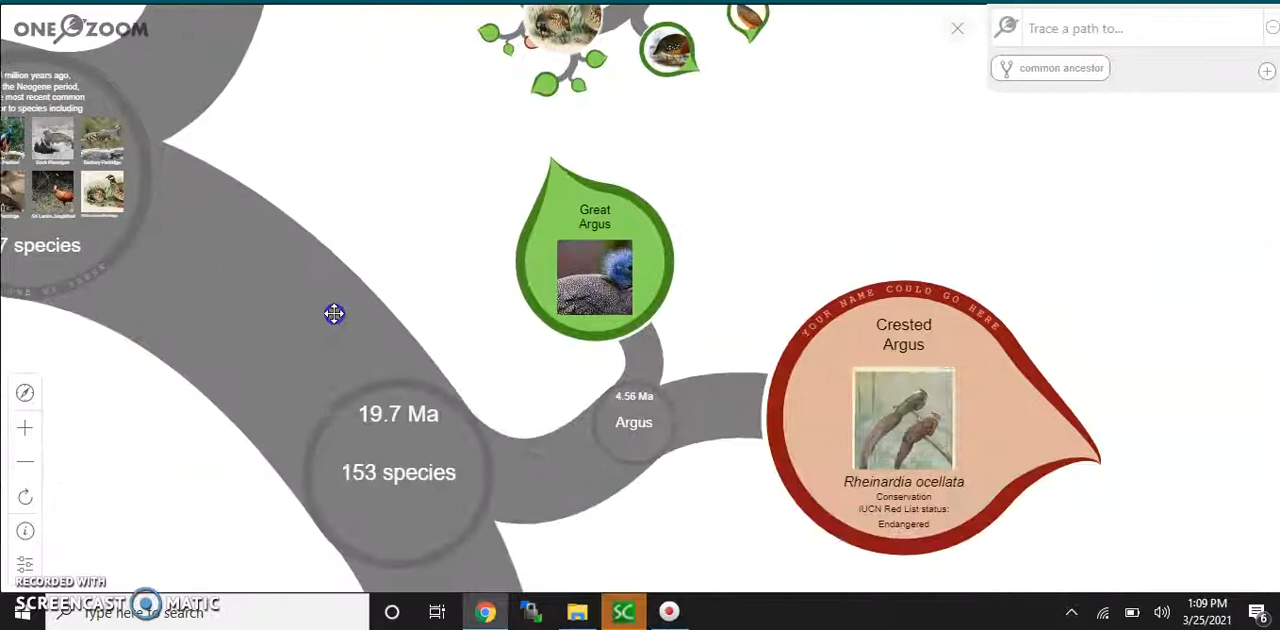 ONEZOOM
Trace a path to...
common ancestor
million years ago,
the Neogene period,
most recent common
to species including
7 species
Great
Argus
YOUR NAME COULD GO HERE
Crested
Argus
19.7 Ma
153 species
4.56 Ma
Argus
Rheinardia ocellata
Conservation
IUCN Red List status:
Endangered
RECORDED WITH
SCREENCAST MATIC
Type here to search
SC
1:09 PM
3/25/2021
6